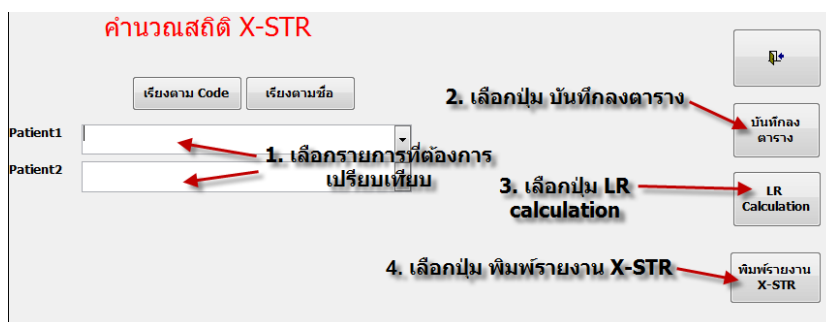 คำนวณสถิติ X-STR
เรียงตาม Code
เรียงตามชื่อ
2. เลือกปุ่ม บันทึกลงตาราง
บันทึกลง
ตาราง
Patient1
1. เลือกรายการที่ต้องการ
เปรียบเทียบ
Patient2
3. เลือกปุ่ม LR
calculation
LR
Calculation
4. เลือกปุ่ม พิมพ์รายงาน X-STR
พิมพ์รายงาน
X-STR